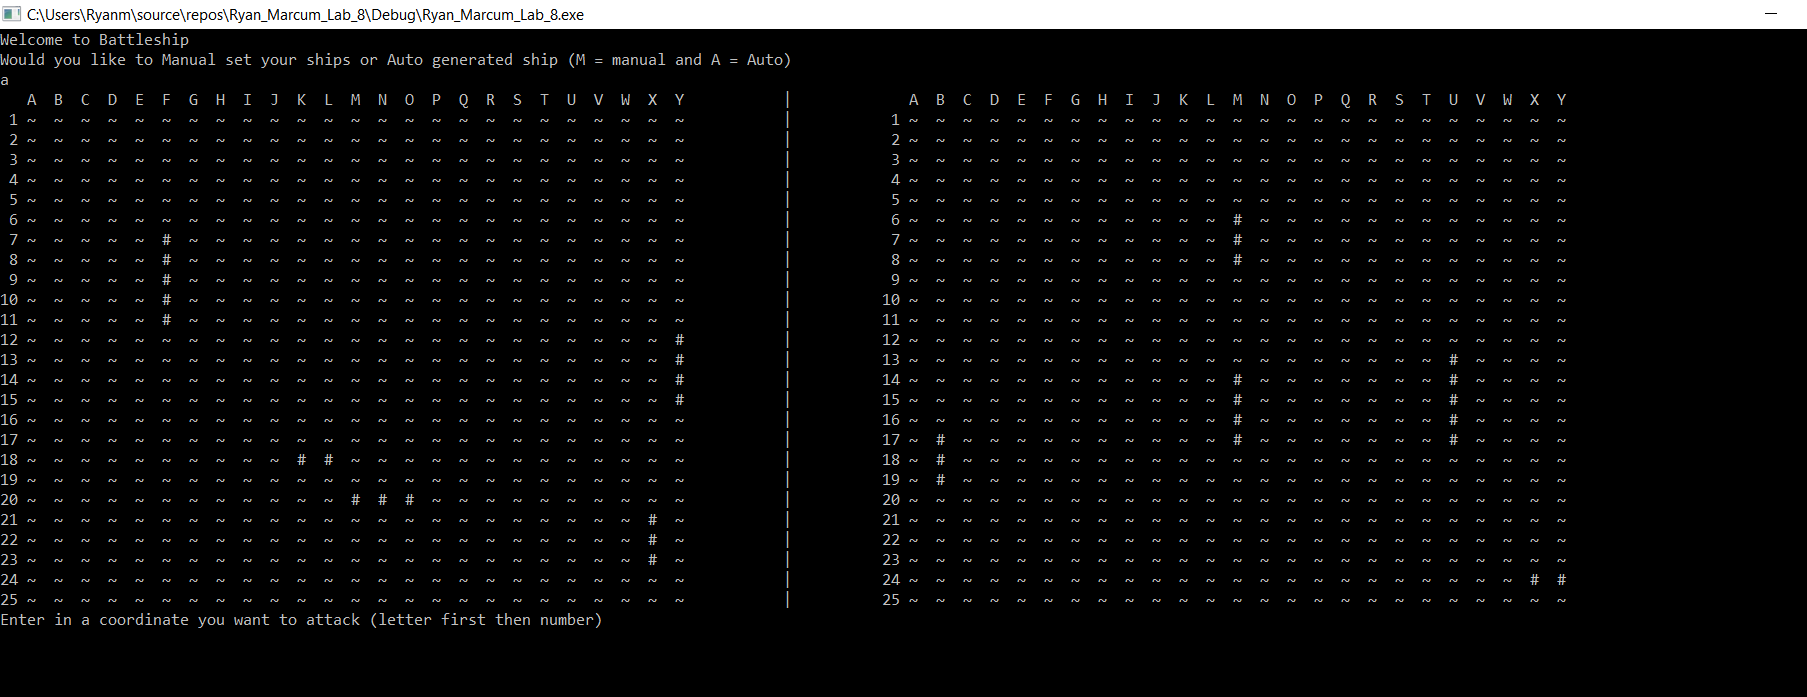 C:\Users\Ryanm\source\repos\Ryan_Marcum_Lab_8\Debug\Ryan_Marcum_Lab_8.exe
Welcome to Battleship
Would you like to Manual set your ships or Auto generated ship (M = manual and A = Auto)
a
A B C D E F G H I J K L M N O P Q R S T U V W X Y | A B C D E F G H I J K L M N O P Q R S T U V W X Y
1 ~ ~ ~ ~ ~ ~ ~ ~ ~ ~ ~ ~ ~ ~ ~ ~ ~ ~ ~ ~ ~ ~ ~ ~ ~ | 1 ~ ~ ~ ~ ~ ~ ~ ~ ~ ~ ~ ~ ~ ~ ~ ~ ~ ~ ~ ~ ~ ~ ~ ~ ~
2 ~ ~ ~ ~ ~ ~ ~ ~ ~ ~ ~ ~ ~ ~ ~ ~ ~ ~ ~ ~ ~ ~ ~ ~ ~ | 2 ~ ~ ~ ~ ~ ~ ~ ~ ~ ~ ~ ~ ~ ~ ~ ~ ~ ~ ~ ~ ~ ~ ~ ~ ~
3 ~ ~ ~ ~ ~ ~ ~ ~ ~ ~ ~ ~ ~ ~ ~ ~ ~ ~ ~ ~ ~ ~ ~ ~ ~ | 3 ~ ~ ~ ~ ~ ~ ~ ~ ~ ~ ~ ~ ~ ~ ~ ~ ~ ~ ~ ~ ~ ~ ~ ~ ~
4 ~ ~ ~ ~ ~ ~ ~ ~ ~ ~ ~ ~ ~ ~ ~ ~ ~ ~ ~ ~ ~ ~ ~ ~ ~ | 4 ~ ~ ~ ~ ~ ~ ~ ~ ~ ~ ~ ~ ~ ~ ~ ~ ~ ~ ~ ~ ~ ~ ~ ~ ~
5 ~ ~ ~ ~ ~ ~ ~ ~ ~ ~ ~ ~ ~ ~ ~ ~ ~ ~ ~ ~ ~ ~ ~ ~ ~ | 5 ~ ~ ~ ~ ~ ~ ~ ~ ~ ~ ~ ~ ~ ~ ~ ~ ~ ~ ~ ~ ~ ~ ~ ~ ~
6 ~ ~ ~ ~ ~ ~ ~ ~ ~ ~ ~ ~ ~ ~ ~ ~ ~ ~ ~ ~ ~ ~ ~ ~ ~ | 6 ~ ~ ~ ~ ~ ~ ~ ~ ~ ~ ~ ~ # ~ ~ ~ ~ ~ ~ ~ ~ ~ ~ ~ ~
7 ~ ~ ~ ~ ~ # ~ ~ ~ ~ ~ ~ ~ ~ ~ ~ ~ ~ ~ ~ ~ ~ ~ ~ ~ | 7 ~ ~ ~ ~ ~ ~ ~ ~ ~ ~ ~ ~ # ~ ~ ~ ~ ~ ~ ~ ~ ~ ~ ~ ~
8 ~ ~ ~ ~ ~ # ~ ~ ~ ~ ~ ~ ~ ~ ~ ~ ~ ~ ~ ~ ~ ~ ~ ~ ~ | 8 ~ ~ ~ ~ ~ ~ ~ ~ ~ ~ ~ ~ # ~ ~ ~ ~ ~ ~ ~ ~ ~ ~ ~ ~
9 ~ ~ ~ ~ ~ # ~ ~ ~ ~ ~ ~ ~ ~ ~ ~ ~ ~ ~ ~ ~ ~ ~ ~ ~ | 9 ~ ~ ~ ~ ~ ~ ~ ~ ~ ~ ~ ~ ~ ~ ~ ~ ~ ~ ~ ~ ~ ~ ~ ~ ~
10 ~ ~ ~ ~ ~ # ~ ~ ~ ~ ~ ~ ~ ~ ~ ~ ~ ~ ~ ~ ~ ~ ~ ~ ~ | 10 ~ ~ ~ ~ ~ ~ ~ ~ ~ ~ ~ ~ ~ ~ ~ ~ ~ ~ ~ ~ ~ ~ ~ ~ ~
11 ~ ~ ~ ~ ~ # ~ ~ ~ ~ ~ ~ ~ ~ ~ ~ ~ ~ ~ ~ ~ ~ ~ ~ ~ | 11 ~ ~ ~ ~ ~ ~ ~ ~ ~ ~ ~ ~ ~ ~ ~ ~ ~ ~ ~ ~ ~ ~ ~ ~ ~
12 ~ ~ ~ ~ ~ ~ ~ ~ ~ ~ ~ ~ ~ ~ ~ ~ ~ ~ ~ ~ ~ ~ ~ ~ # | 12 ~ ~ ~ ~ ~ ~ ~ ~ ~ ~ ~ ~ ~ ~ ~ ~ ~ ~ ~ ~ ~ ~ ~ ~ ~
13 ~ ~ ~ ~ ~ ~ ~ ~ ~ ~ ~ ~ ~ ~ ~ ~ ~ ~ ~ ~ ~ ~ ~ ~ # | 13 ~ ~ ~ ~ ~ ~ ~ ~ ~ ~ ~ ~ ~ ~ ~ ~ ~ ~ ~ ~ # ~ ~ ~ ~
14 ~ ~ ~ ~ ~ ~ ~ ~ ~ ~ ~ ~ ~ ~ ~ ~ ~ ~ ~ ~ ~ ~ ~ ~ # | 14 ~ ~ ~ ~ ~ ~ ~ ~ ~ ~ ~ ~ # ~ ~ ~ ~ ~ ~ ~ # ~ ~ ~ ~
15 ~ ~ ~ ~ ~ ~ ~ ~ ~ ~ ~ ~ ~ ~ ~ ~ ~ ~ ~ ~ ~ ~ ~ ~ # | 15 ~ ~ ~ ~ ~ ~ ~ ~ ~ ~ ~ ~ # ~ ~ ~ ~ ~ ~ ~ # ~ ~ ~ ~
16 ~ ~ ~ ~ ~ ~ ~ ~ ~ ~ ~ ~ ~ ~ ~ ~ ~ ~ ~ ~ ~ ~ ~ ~ ~ | 16 ~ ~ ~ ~ ~ ~ ~ ~ ~ ~ ~ ~ # ~ ~ ~ ~ ~ ~ ~ # ~ ~ ~ ~
17 ~ ~ ~ ~ ~ ~ ~ ~ ~ ~ ~ ~ ~ ~ ~ ~ ~ ~ ~ ~ ~ ~ ~ ~ ~ | 17 ~ # ~ ~ ~ ~ ~ ~ ~ ~ ~ ~ # ~ ~ ~ ~ ~ ~ ~ # ~ ~ ~ ~
18 ~ ~ ~ ~ ~ ~ ~ ~ ~ ~ # # ~ ~ ~ ~ ~ ~ ~ ~ ~ ~ ~ ~ ~ | 18 ~ # ~ ~ ~ ~ ~ ~ ~ ~ ~ ~ ~ ~ ~ ~ ~ ~ ~ ~ ~ ~ ~ ~ ~
19 ~ ~ ~ ~ ~ ~ ~ ~ ~ ~ ~ ~ ~ ~ ~ ~ ~ ~ ~ ~ ~ ~ ~ ~ ~ | 19 ~ # ~ ~ ~ ~ ~ ~ ~ ~ ~ ~ ~ ~ ~ ~ ~ ~ ~ ~ ~ ~ ~ ~ ~
20 ~ ~ ~ ~ ~ ~ ~ ~ ~ ~ ~ ~ # # # ~ ~ ~ ~ ~ ~ ~ ~ ~ ~ | 20 ~ ~ ~ ~ ~ ~ ~ ~ ~ ~ ~ ~ ~ ~ ~ ~ ~ ~ ~ ~ ~ ~ ~ ~ ~
21 ~ ~ ~ ~ ~ ~ ~ ~ ~ ~ ~ ~ ~ ~ ~ ~ ~ ~ ~ ~ ~ ~ ~ # ~ | 21 ~ ~ ~ ~ ~ ~ ~ ~ ~ ~ ~ ~ ~ ~ ~ ~ ~ ~ ~ ~ ~ ~ ~ ~ ~
22 ~ ~ ~ ~ ~ ~ ~ ~ ~ ~ ~ ~ ~ ~ ~ ~ ~ ~ ~ ~ ~ ~ ~ # ~ | 22 ~ ~ ~ ~ ~ ~ ~ ~ ~ ~ ~ ~ ~ ~ ~ ~ ~ ~ ~ ~ ~ ~ ~ ~ ~
23 ~ ~ ~ ~ ~ ~ ~ ~ ~ ~ ~ ~ ~ ~ ~ ~ ~ ~ ~ ~ ~ ~ ~ # ~ | 23 ~ ~ ~ ~ ~ ~ ~ ~ ~ ~ ~ ~ ~ ~ ~ ~ ~ ~ ~ ~ ~ ~ ~ ~ ~
24 ~ ~ ~ ~ ~ ~ ~ ~ ~ ~ ~ ~ ~ ~ ~ ~ ~ ~ ~ ~ ~ ~ ~ ~ ~ | 24 ~ ~ ~ ~ ~ ~ ~ ~ ~ ~ ~ ~ ~ ~ ~ ~ ~ ~ ~ ~ ~ ~ ~ # #
25 ~ ~ ~ ~ ~ ~ ~ ~ ~ ~ ~ ~ ~ ~ ~ ~ ~ ~ ~ ~ ~ ~ ~ ~ ~ | 25 ~ ~ ~ ~ ~ ~ ~ ~ ~ ~ ~ ~ ~ ~ ~ ~ ~ ~ ~ ~ ~ ~ ~ ~ ~
Enter in a coordinate you want to attack (letter first then number)